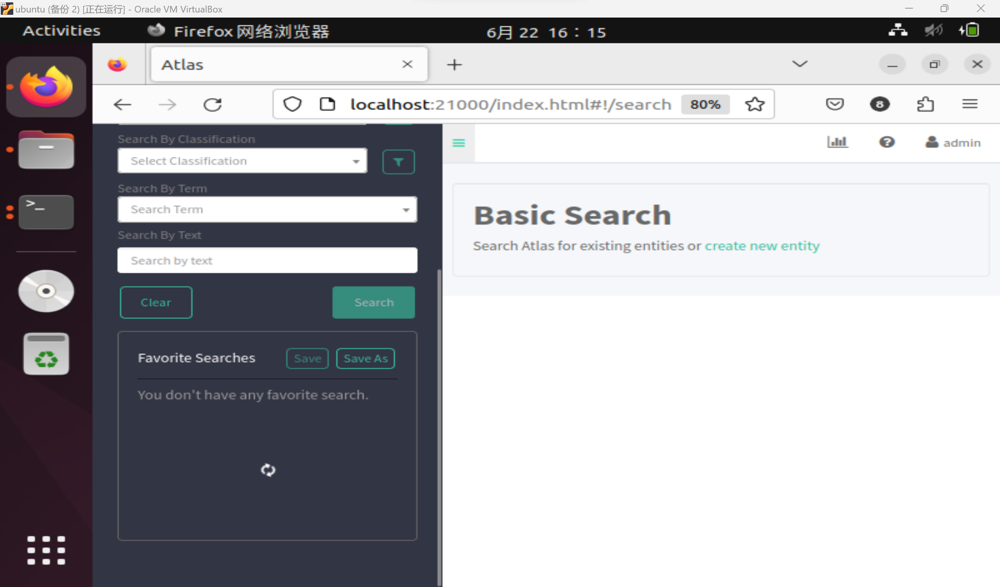 64
ubuntu (备份 2) [正在运行] - Oracle VM VirtualBox
Activities
Firefox 网络浏览器
6月 22 16：15
Atlas
localhost:21000/index.html#!/search
80%
8
Search By Classification
Select Classification
admin
Search By Term
Search Term
Search By Text
Search by text
Clear
Search
Basic Search
Search Atlas for existing entities or create new entity
Favorite Searches
Save
Save As
You don't have any favorite search.